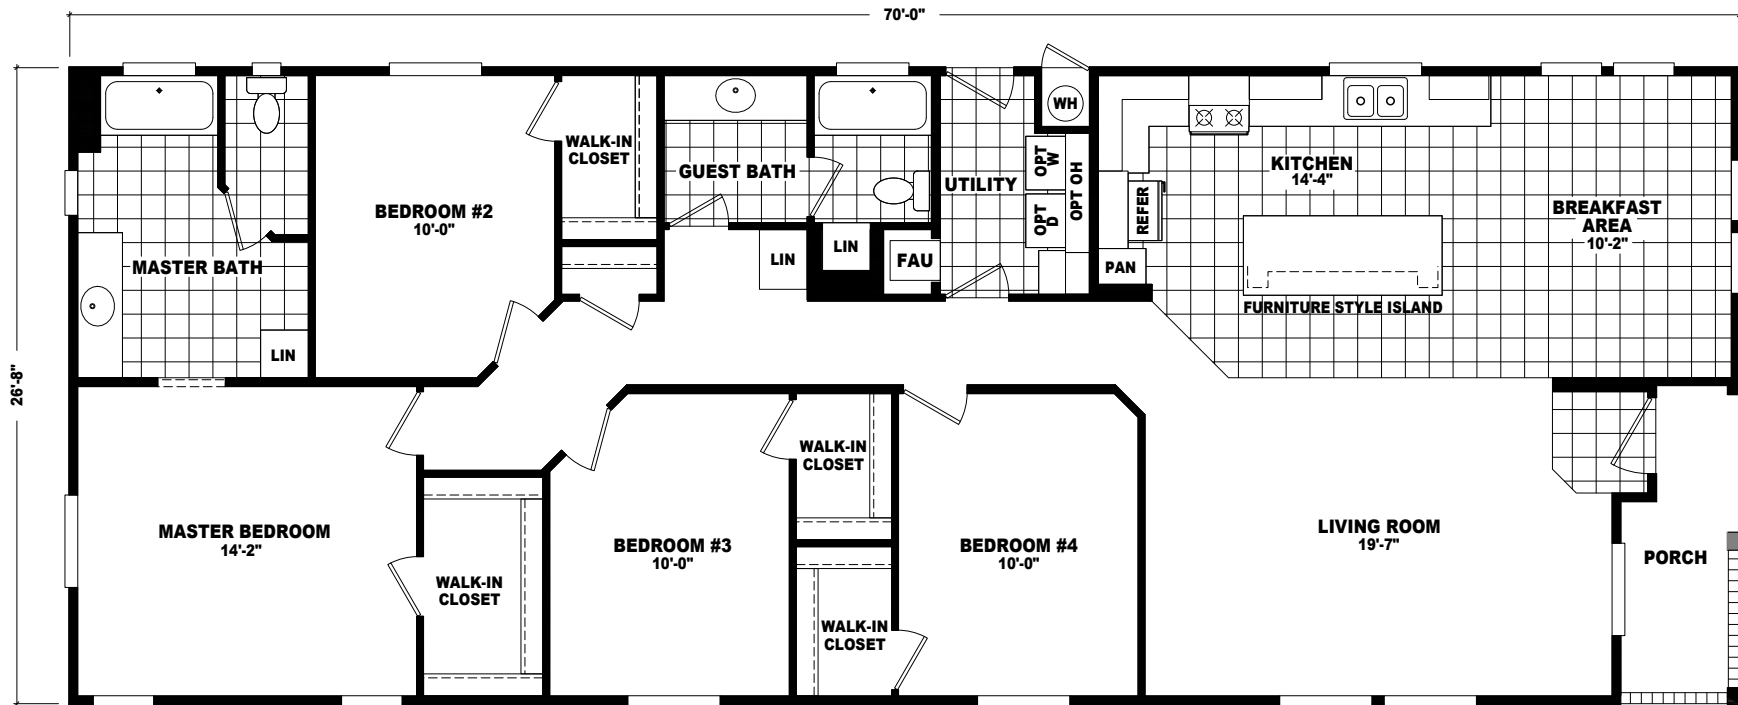 70'-0"
26'-8"
WH
WALK-IN
CLOSET
OPT
W
OPT OH
KITCHEN
14'-4"
GUEST BATH
UTILITY
REFER
BEDROOM #2
10'-0"
OPT
D
BREAKFAST
AREA
10'-2"
LIN
LIN
FAU
PAN
MASTER BATH
FURNITURE STYLE ISLAND
LIN
WALK-IN
CLOSET
MASTER BEDROOM
14'-2"
BEDROOM #3
10'-0"
BEDROOM #4
10'-0"
LIVING ROOM
19'-7"
PORCH
WALK-IN
CLOSET
WALK-IN
CLOSET